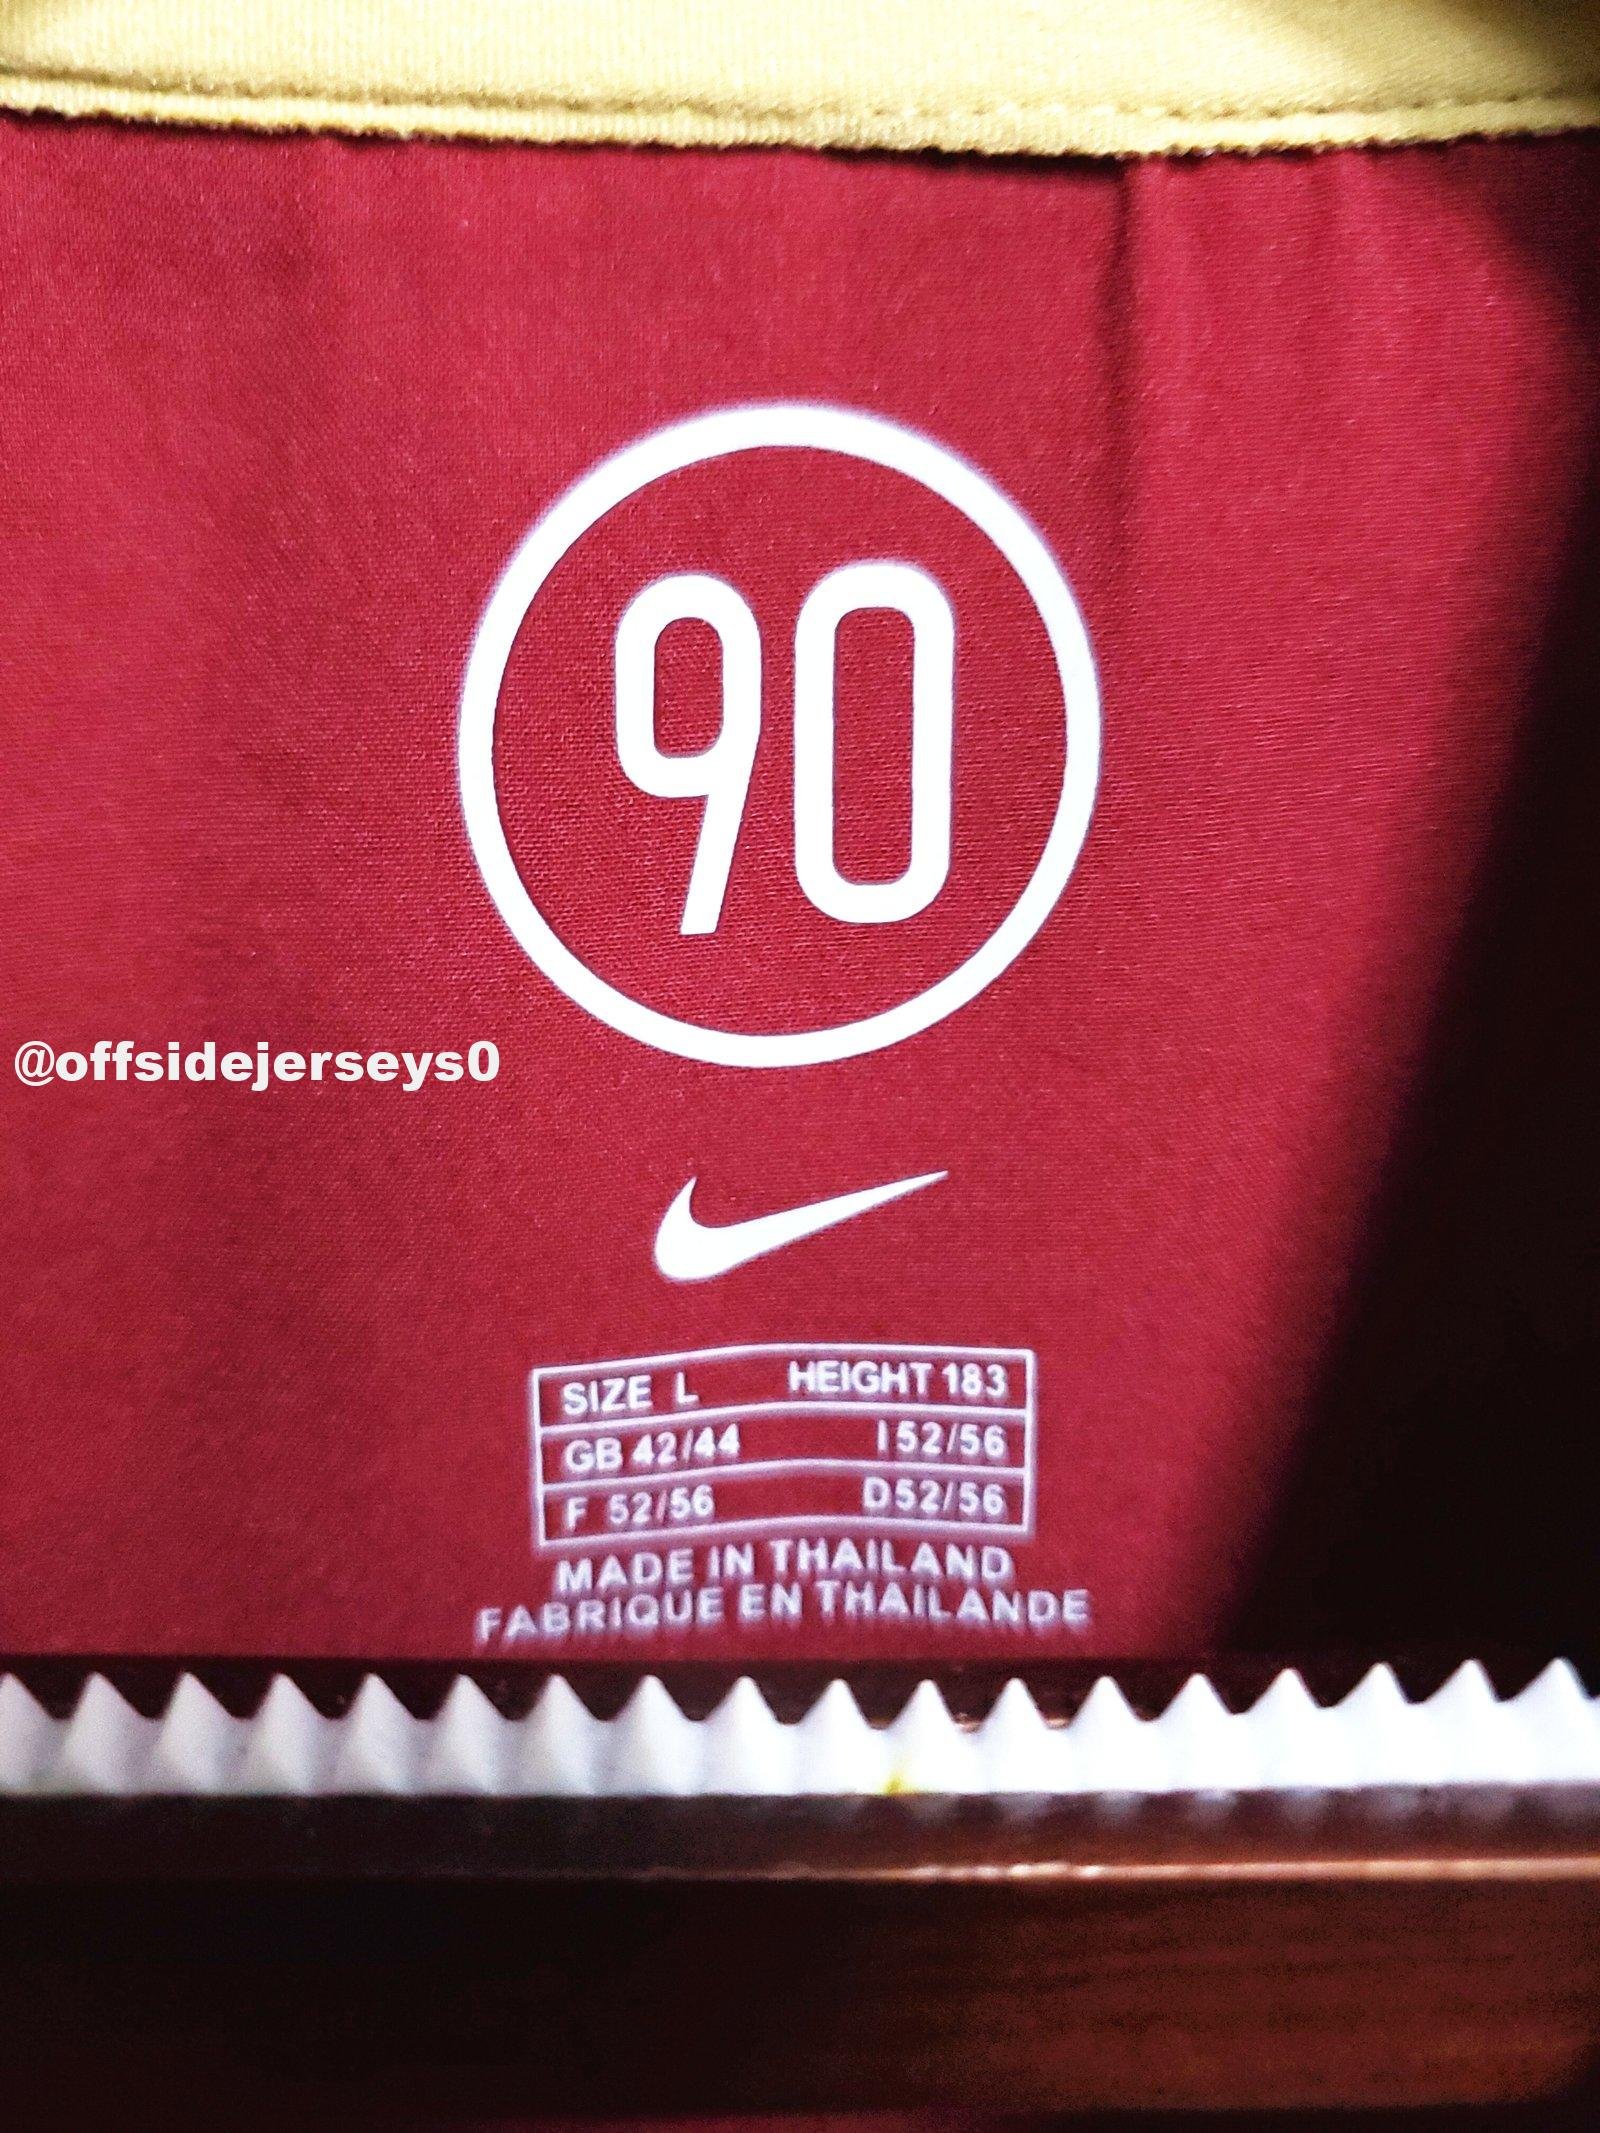 90
@offsidejerseys0
SIZE L HEIGHT 183
GB 42/44 I 52/56
F 52/56 D52/56
MADE IN THAILAND
FABRIQUE EN THAILANDE